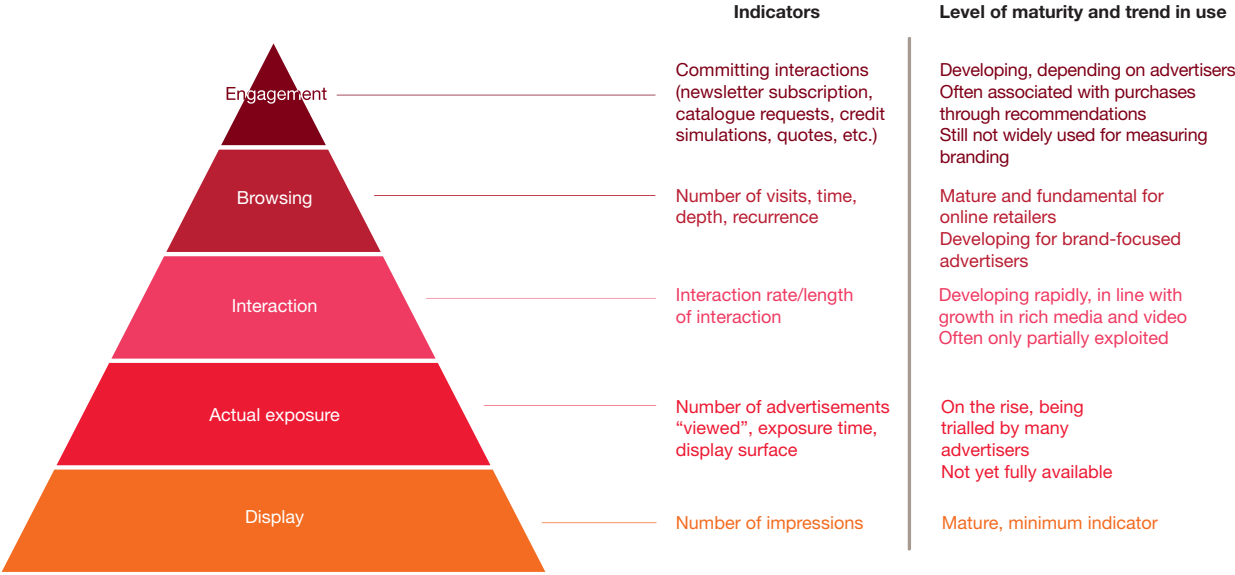 Indicators
Level of maturity and trend in use
Engagement
Committing interactions
(newsletter subscription,
catalogue requests, credit
simulations, quotes, etc.)
Developing, depending on advertisers
Often associated with purchases
through recommendations
Still not widely used for measuring
branding
Browsing
Number of visits, time,
depth, recurrence
Mature and fundamental for
online retailers
Developing for brand-focused
advertisers
Interaction
Interaction rate/length
of interaction
Developing rapidly, in line with
growth in rich media and video
Often only partially exploited
Actual exposure
Number of advertisements
“viewed”, exposure time,
display surface
On the rise, being
trialled by many
advertisers
Not yet fully available
Display
Number of impressions
Mature, minimum indicator